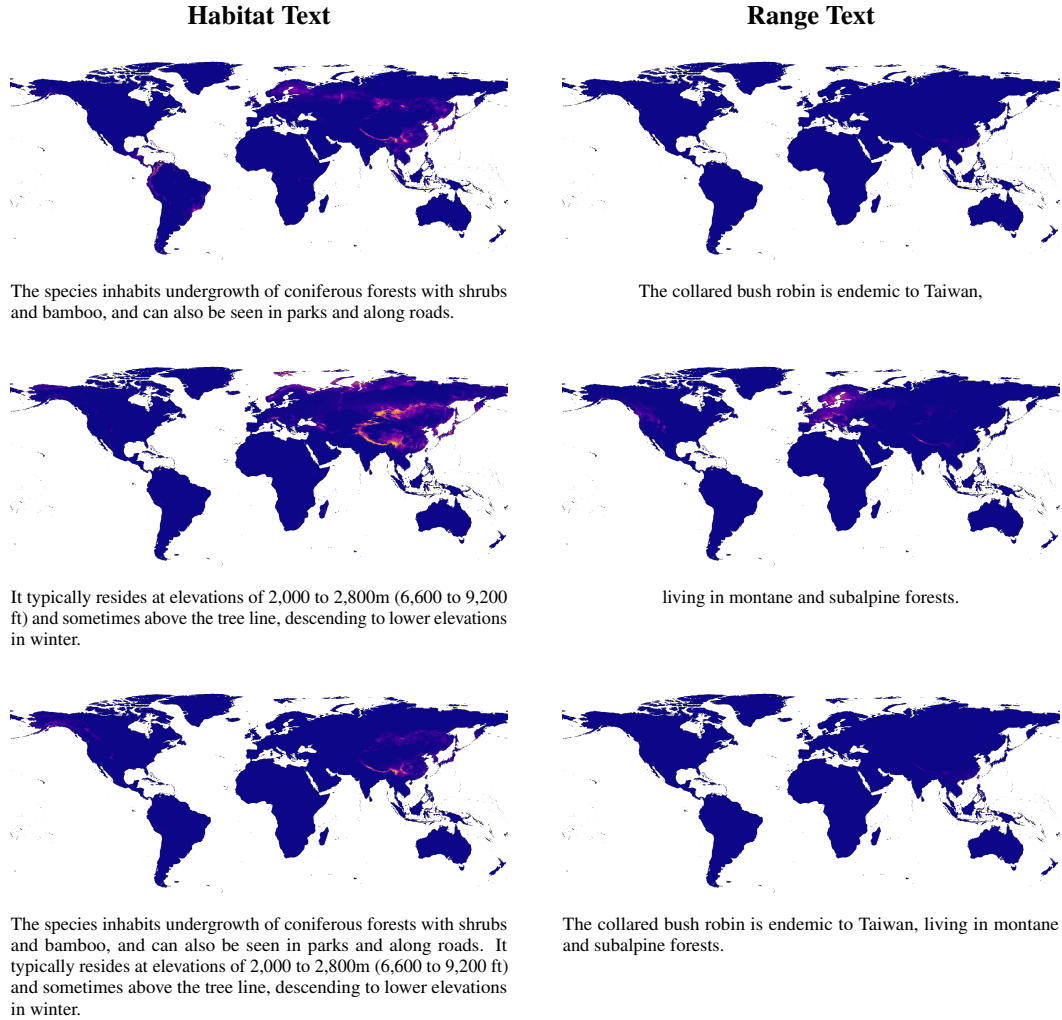 Habitat Text
Range Text
The species inhabits undergrowth of coniferous forests with shrubs
and bamboo, and can also be seen in parks and along roads.
The collared bush robin is endemic to Taiwan,
It typically resides at elevations of 2,000 to 2,800m (6,600 to 9,200
ft) and sometimes above the tree line, descending to lower elevations
in winter.
living in montane and subalpine forests.
The species inhabits undergrowth of coniferous forests with shrubs
and bamboo, and can also be seen in parks and along roads. It
typically resides at elevations of 2,000 to 2,800m (6,600 to 9,200 ft)
and sometimes above the tree line, descending to lower elevations
in winter.
The collared bush robin is endemic to Taiwan, living in montane
and subalpine forests.